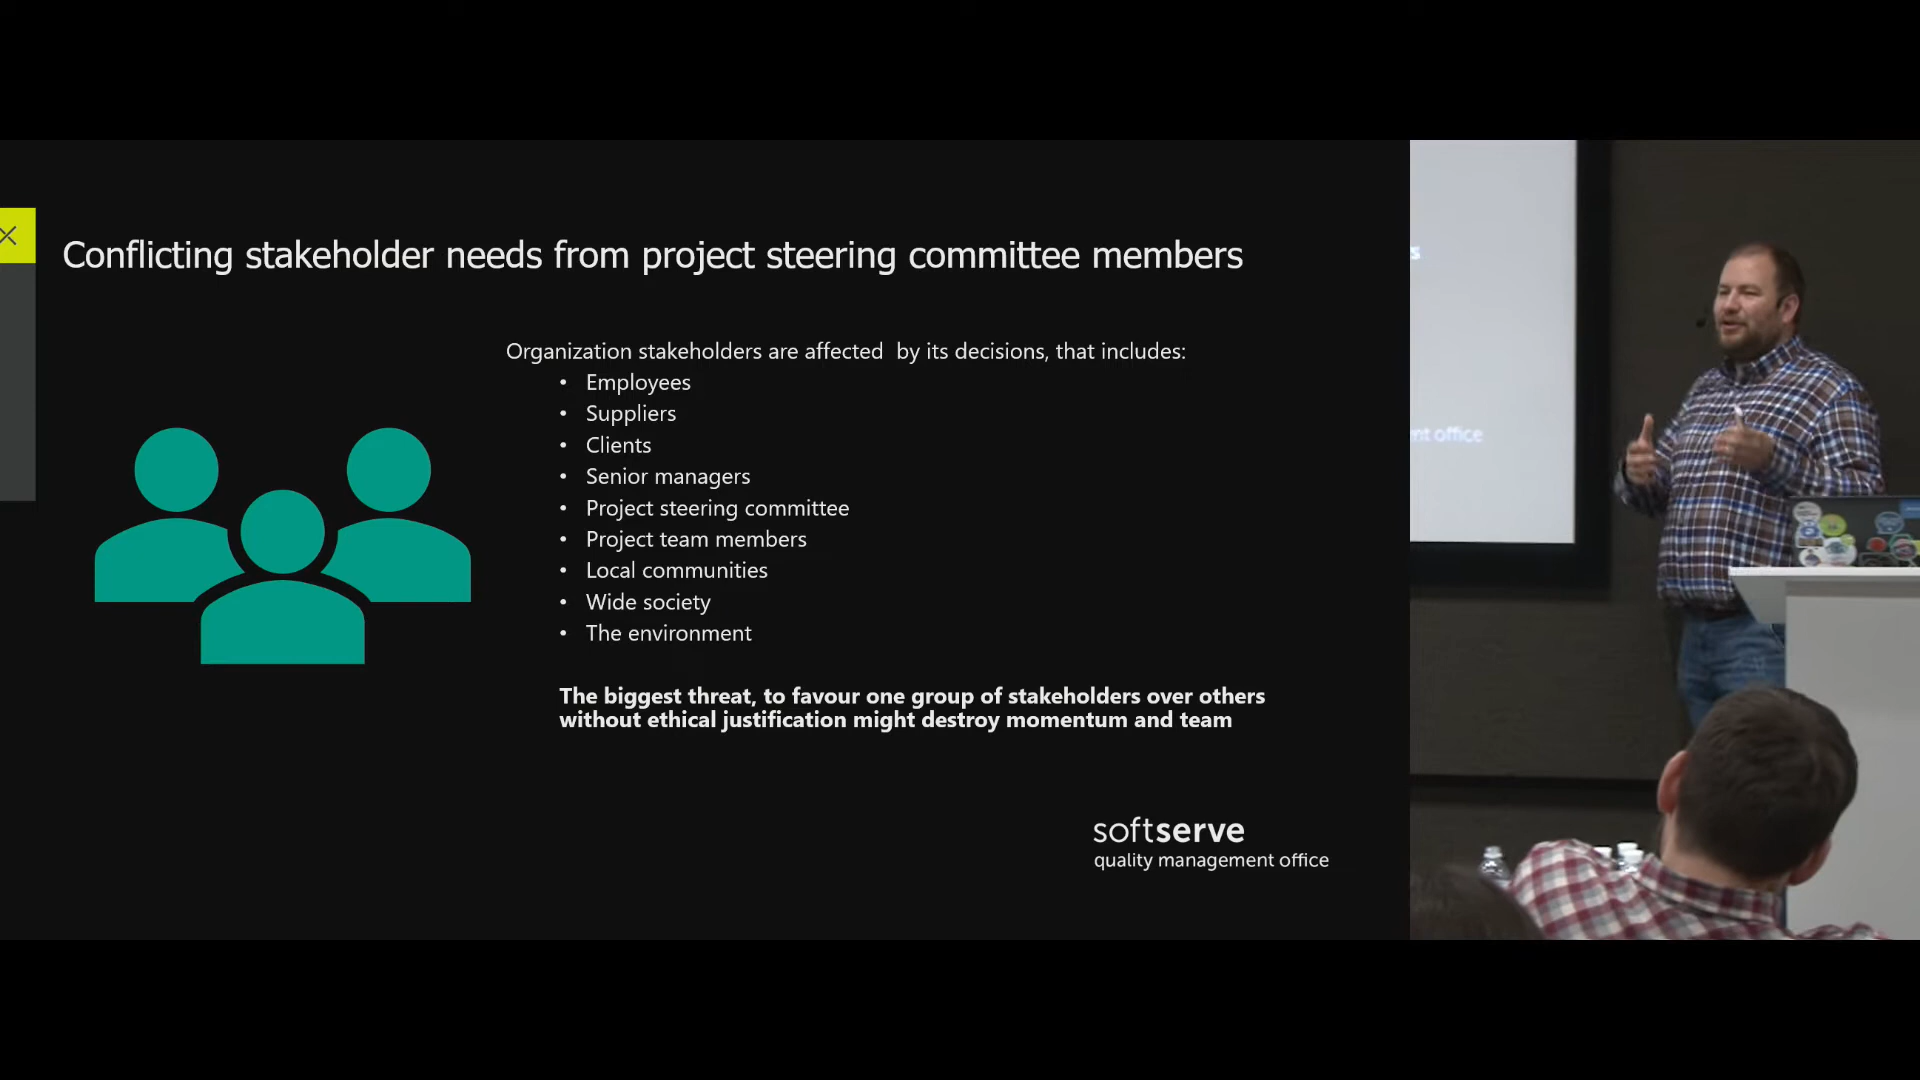 Conflicting stakeholder needs from project steering committee members
Organization stakeholders are affected by its decisions, that includes:
• Employees
• Suppliers
• Clients
• Senior managers
• Project steering committee
• Project team members
• Local communities
• Wide society
• The environment
The biggest threat, to favour one group of stakeholders over others
without ethical justification might destroy momentum and team
softserve
quality management office
s
nt office